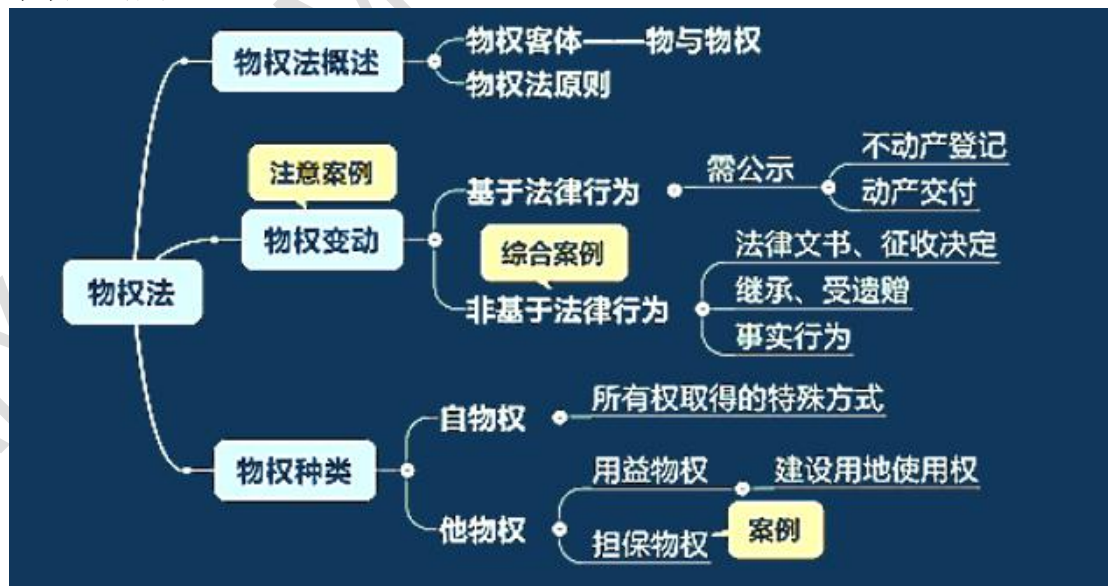 物权法
物权法概述
物权客体——物与物权
物权法原则
注意案例
物权变动
基于法律行为
需公示
不动产登记
动产交付
综合案例
非基于法律行为
法律文书、征收决定
继承、受遗赠
事实行为
物权种类
自物权
所有权取得的特殊方式
他物权
用益物权
建设用地使用权
担保物权
案例